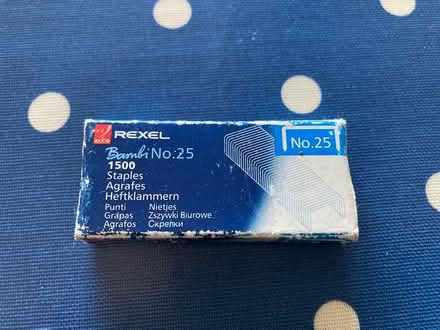 REXEL
Bambi No:25
No.25
1500
Staples
Agrafes
Heftklammern
Punti Nietjes
Grapas Zszywki Biurowe
Agrafos Скрепки